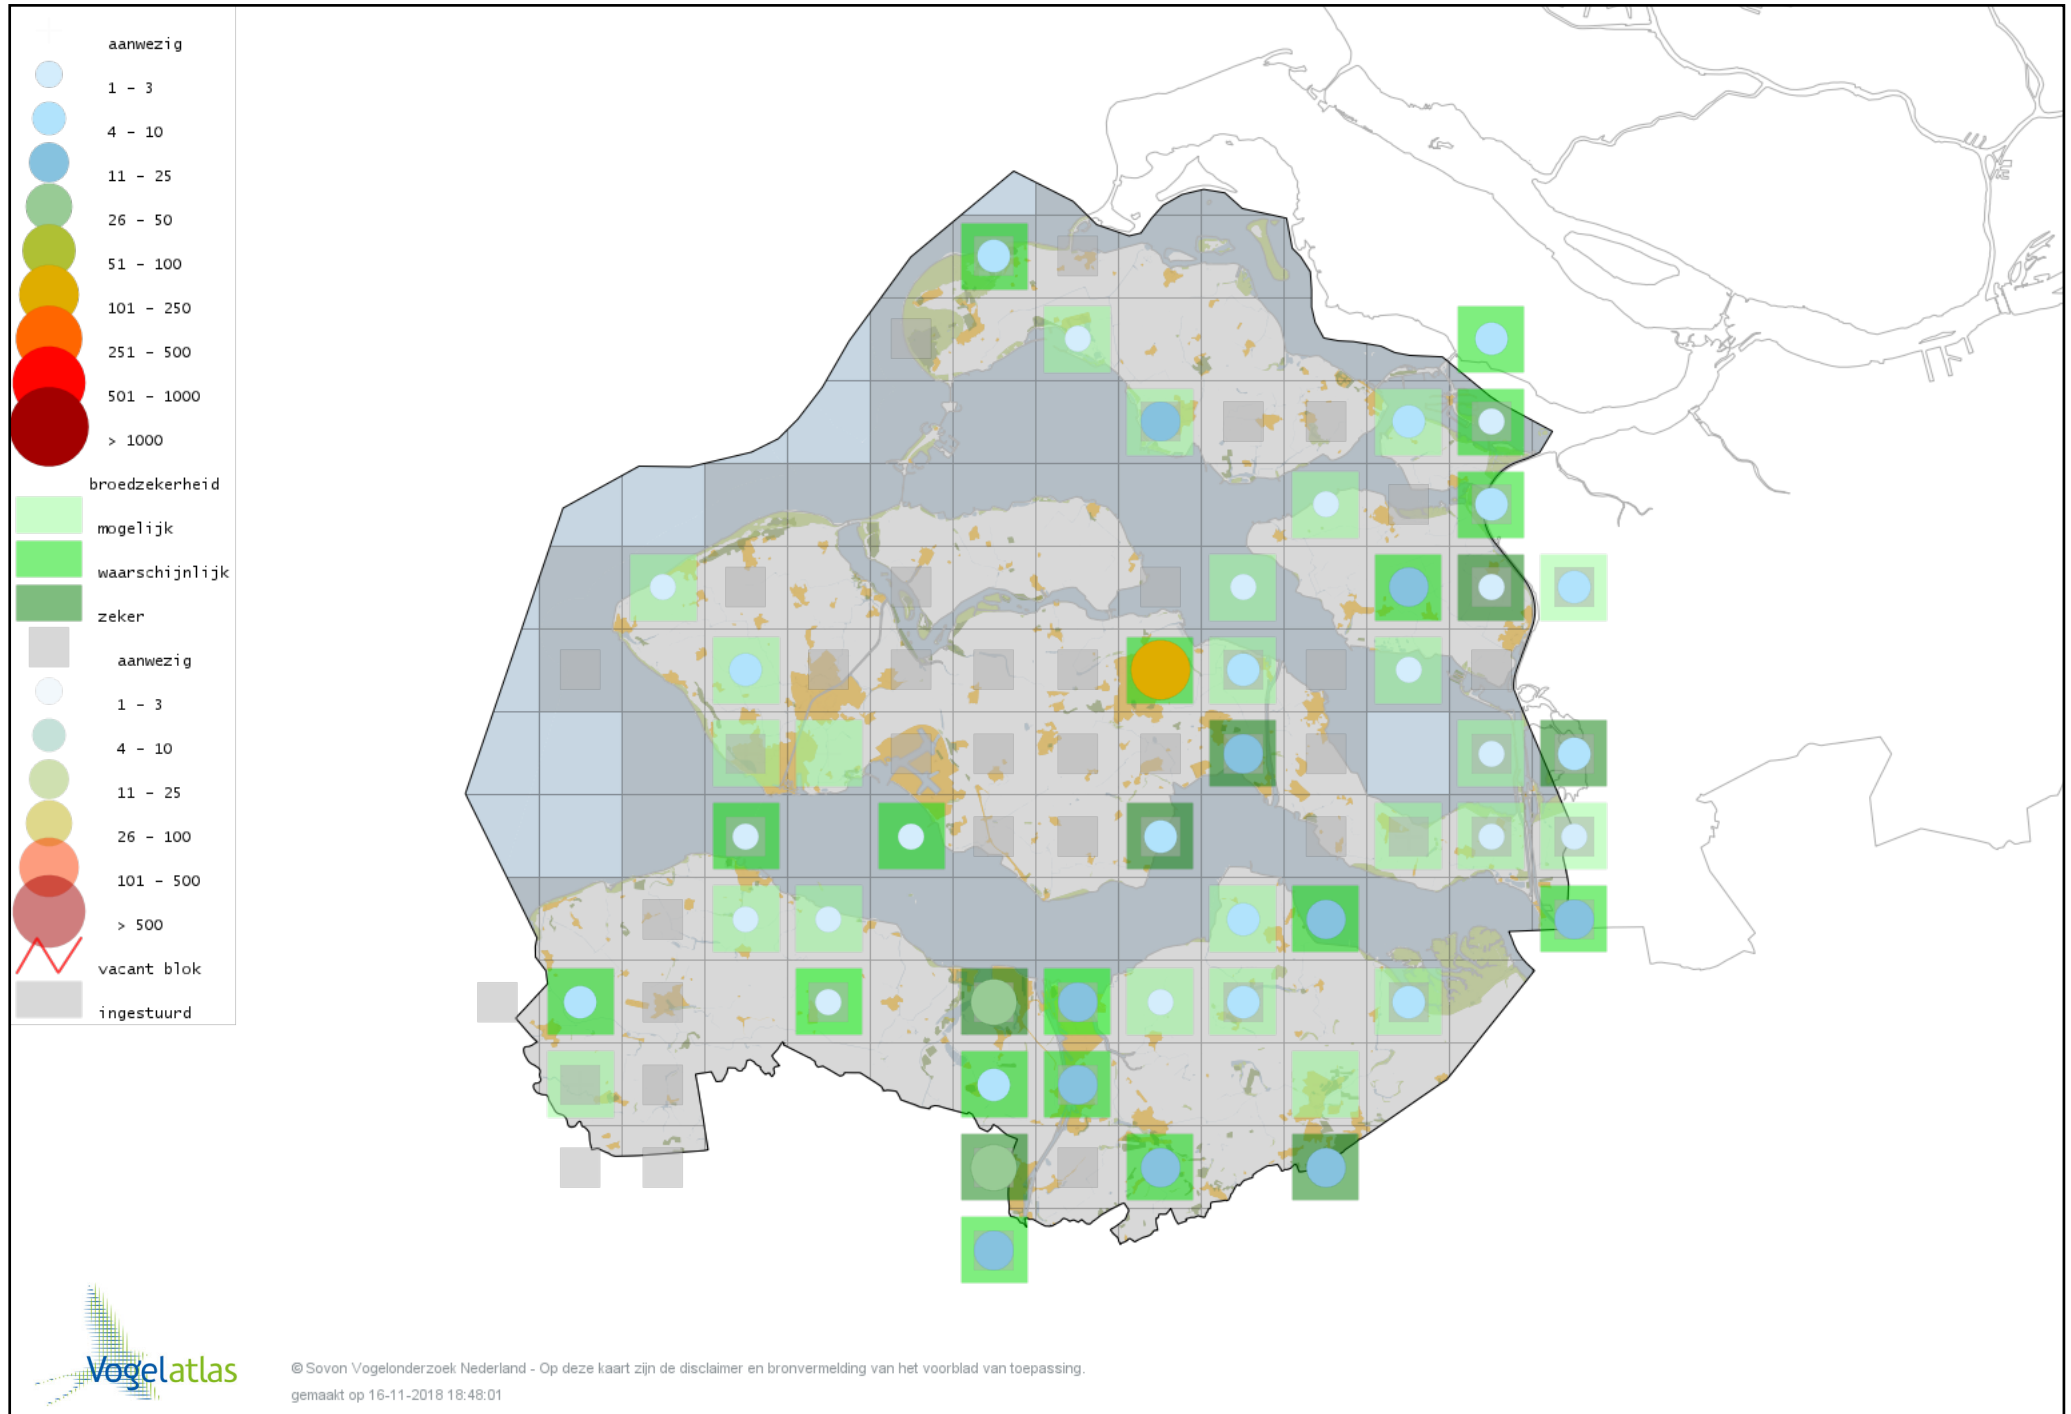 aanwezig
1 - 3
4 - 10
11 - 25
26 - 50
51 - 100
101 - 250
251 - 500
501 - 1000
> 1000
broedzekerheid
mogelijk
waarschijnlijk
zeker
aanwezig
1 - 3
4 - 10
11 - 25
26 - 100
101 - 500
> 500
vacant blok
ingestuurd
Vogelatlas
© Sovon Vogelonderzoek Nederland - Op deze kaart zijn de disclaimer en bronvermelding van het voorblad van toepassing.
gemaakt op 16-11-2018 18:48:01